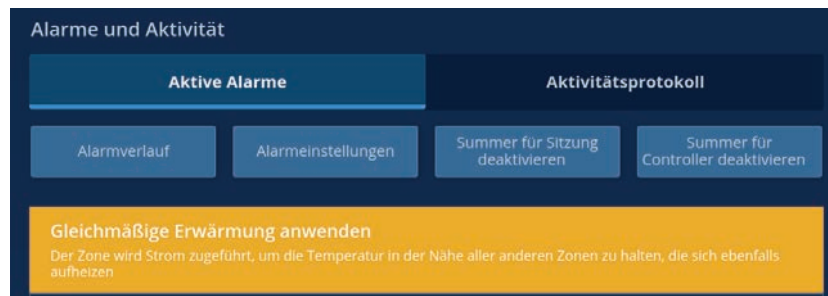 Alarme und Aktivität
Aktive Alarme
Aktivitätsprotokoll
Alarmverlauf
Alarmeinstellungen
Summer für Sitzung
deaktivieren
Summer für
Controller deaktivieren
Gleichmäßige Erwärmung anwenden
Der Zone wird Strom zugeführt, um die Temperatur in der Nähe aller anderen Zonen zu halten, die sich ebenfalls
aufheizen